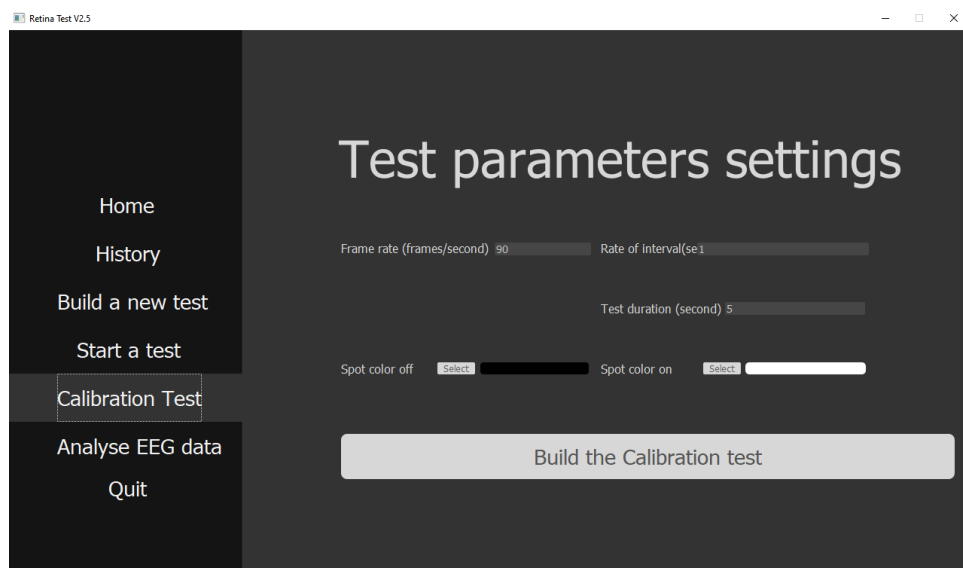 Retina Test V2.5
Home
History
Build a new test
Start a test
Calibration Test
Analyse EEG data
Quit
Test parameters settings
Frame rate (frames/second) 90
Rate of interval(se 1
Test duration (second) 5
Spot color off Select
Spot color on Select
Build the Calibration test